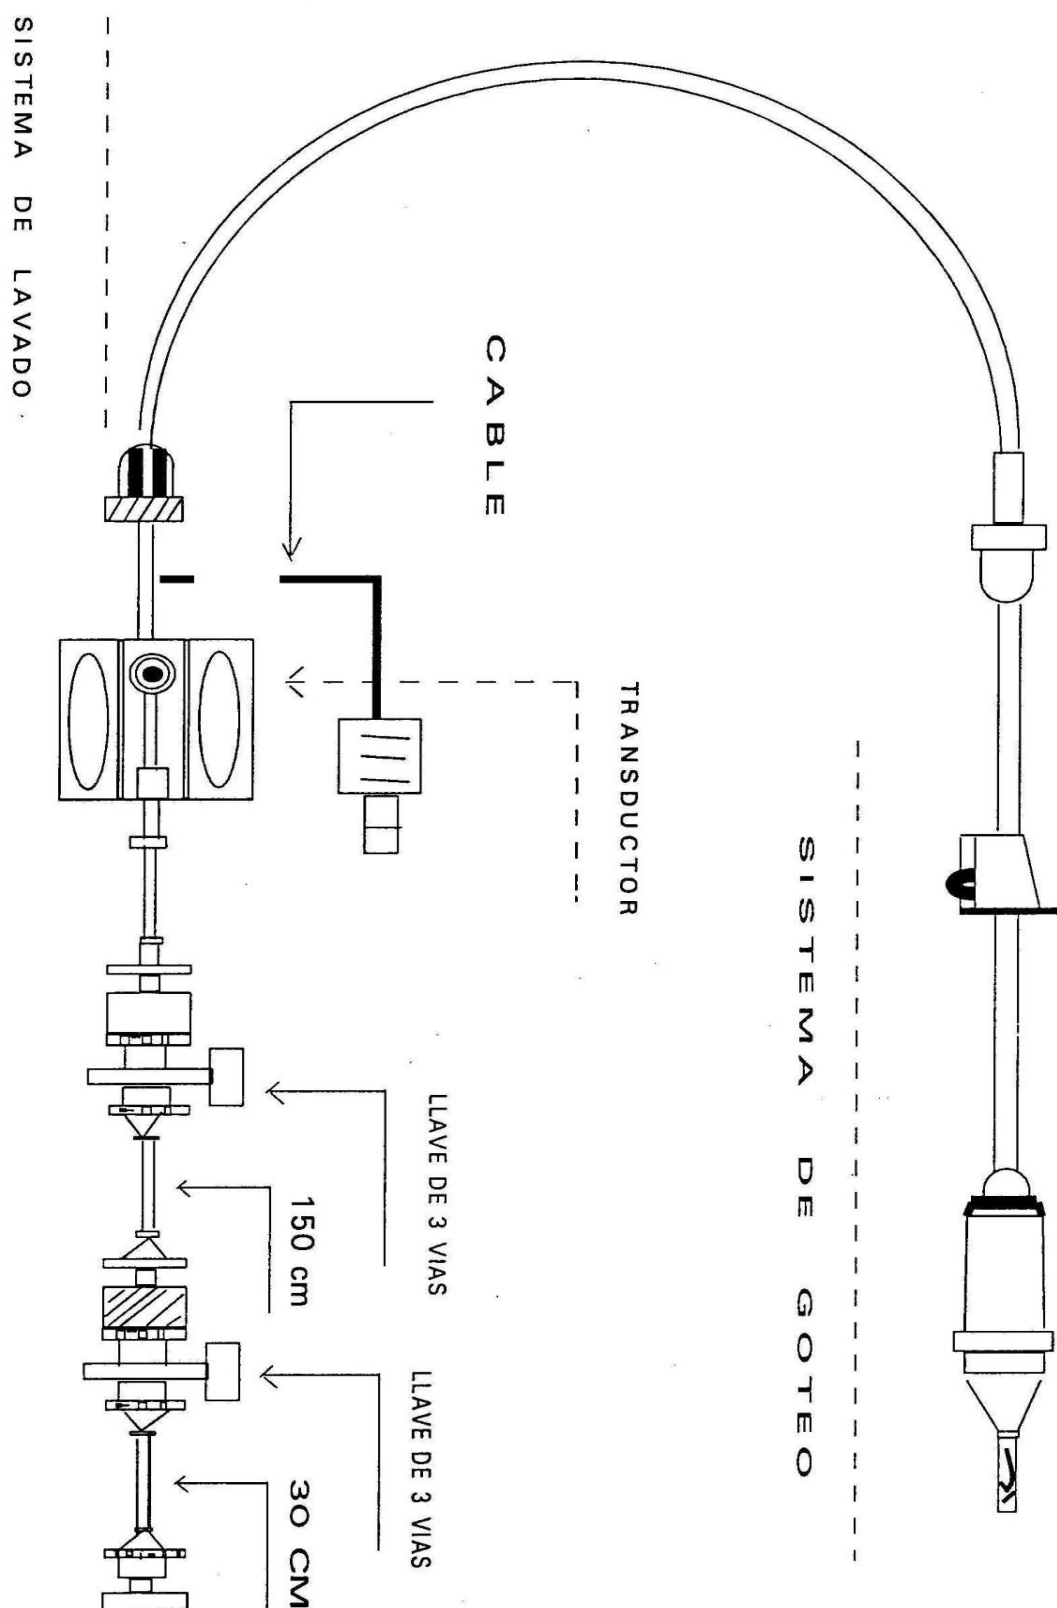 SISTEMA DE LAVADO
CABLE
TRANSDUCTOR
SISTEMA DE GOTEO
LLAVE DE 3 VIAS
150 cm
LLAVE DE 3 VIAS
30 CM